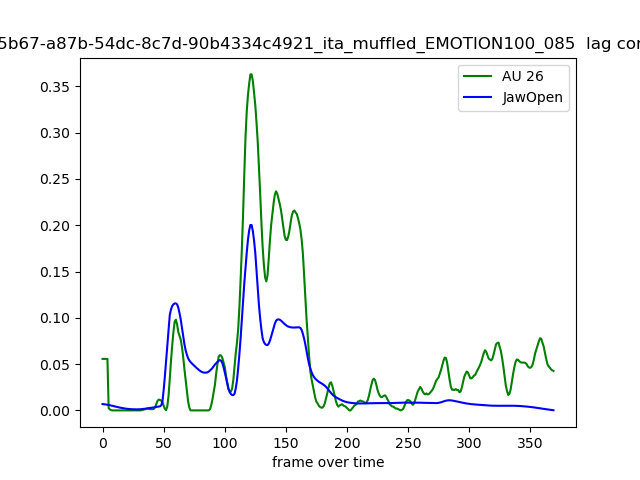 5b67-a87b-54dc-8c7d-90b4334c4921_ita_muffled_EMOTION100_085 lag
AU 26
JawOpen
0.35
0.30
0.25
0.20
0.15
0.10
0.05
0.00
0 50 100 150 200 250 300 350
frame over time